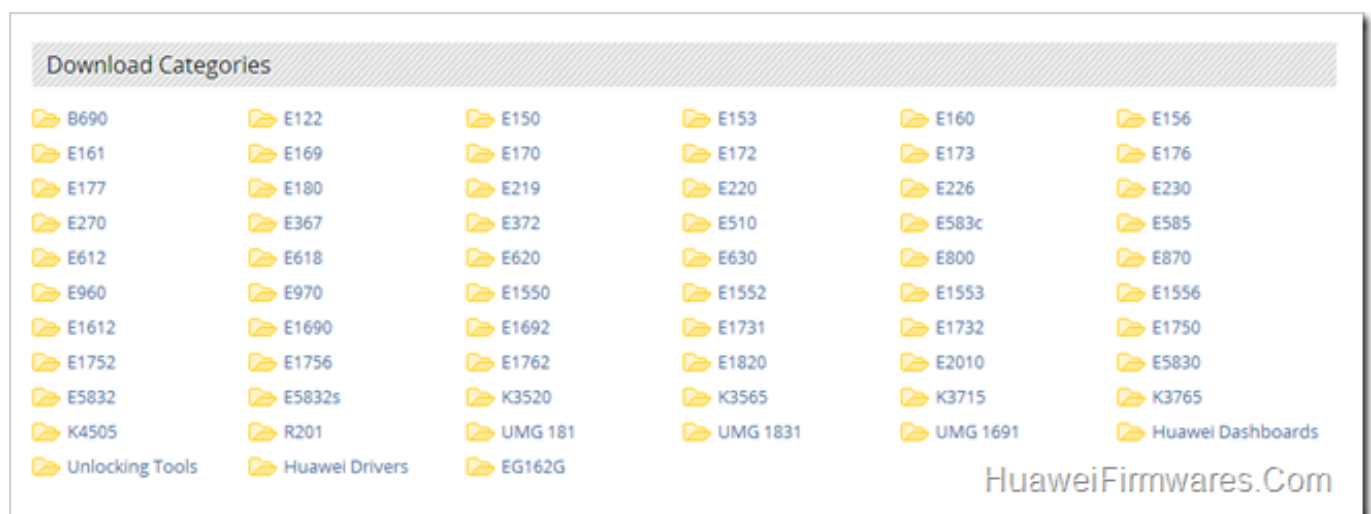 Download Categories
B690 E122 E150 E153 E160 E156
E161 E169 E170 E172 E173 E176
E177 E180 E219 E220 E226 E230
E270 E367 E372 E510 E583c E585
E612 E618 E620 E630 E800 E870
E960 E970 E1550 E1552 E1553 E1556
E1612 E1690 E1692 E1731 E1732 E1750
E1752 E1756 E1762 E1820 E2010 E5830
E5832 E5832s K3520 K3565 K3715 K3765
K4505 R201 UMG 181 UMG 1831 UMG 1691 Huawei Dashboards
Unlocking Tools Huawei Drivers EG162G
HuaweiFirmwares.Com